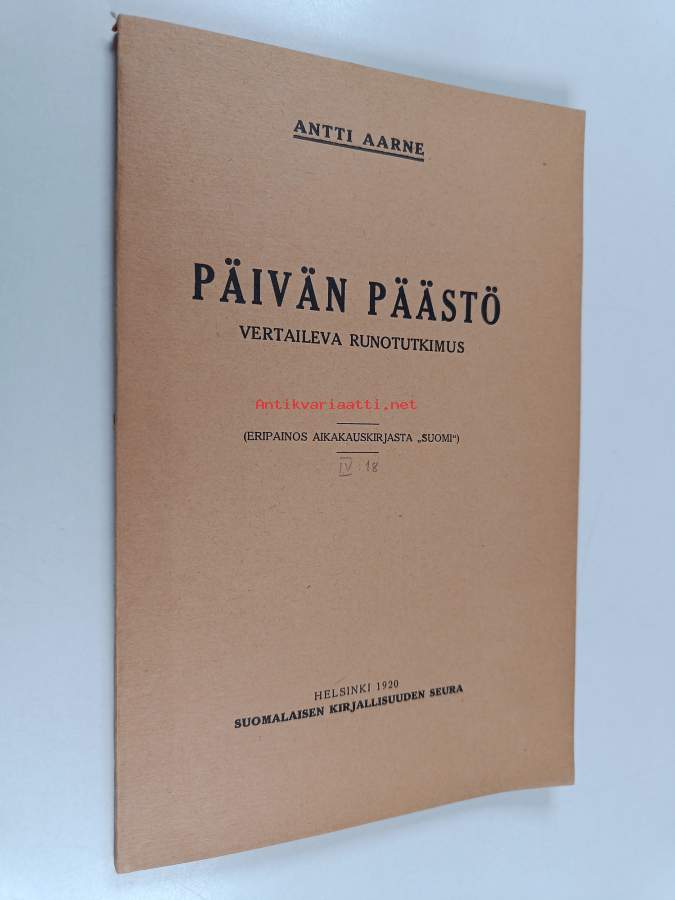 ANTTI AARNE
PÄIVÄN PÄÄSTÖ
VERTAILEVA RUNOTUTKIMUS
Antikvariaatti.net
(ERIPAINOS AIKAKAUSKIRJASTA „SUOMI“)
IV: 18
HELSINKI 1920
SUOMALAISEN KIRJALLISUUDEN SEURA